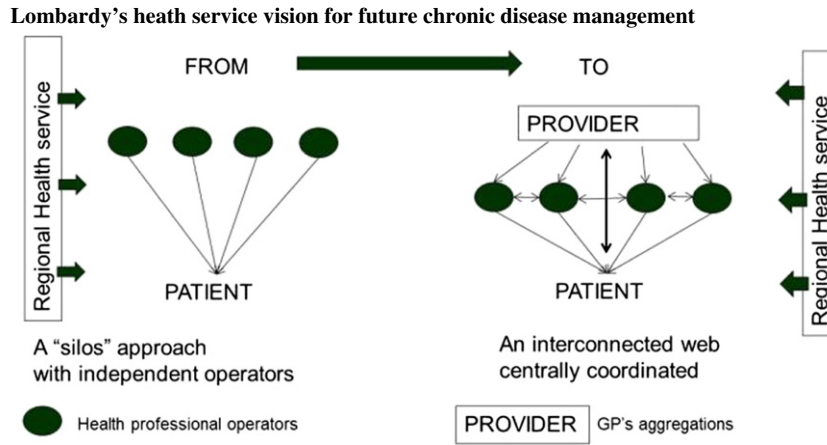 Lombardy's heath service vision for future chronic disease management
FROM
TO
Regional Health service
PROVIDER
Regional Health service
PATIENT
PATIENT
A "silos" approach
with independent operators
An interconnected web
centrally coordinated
Health professional operators
PROVIDER
GP's aggregations